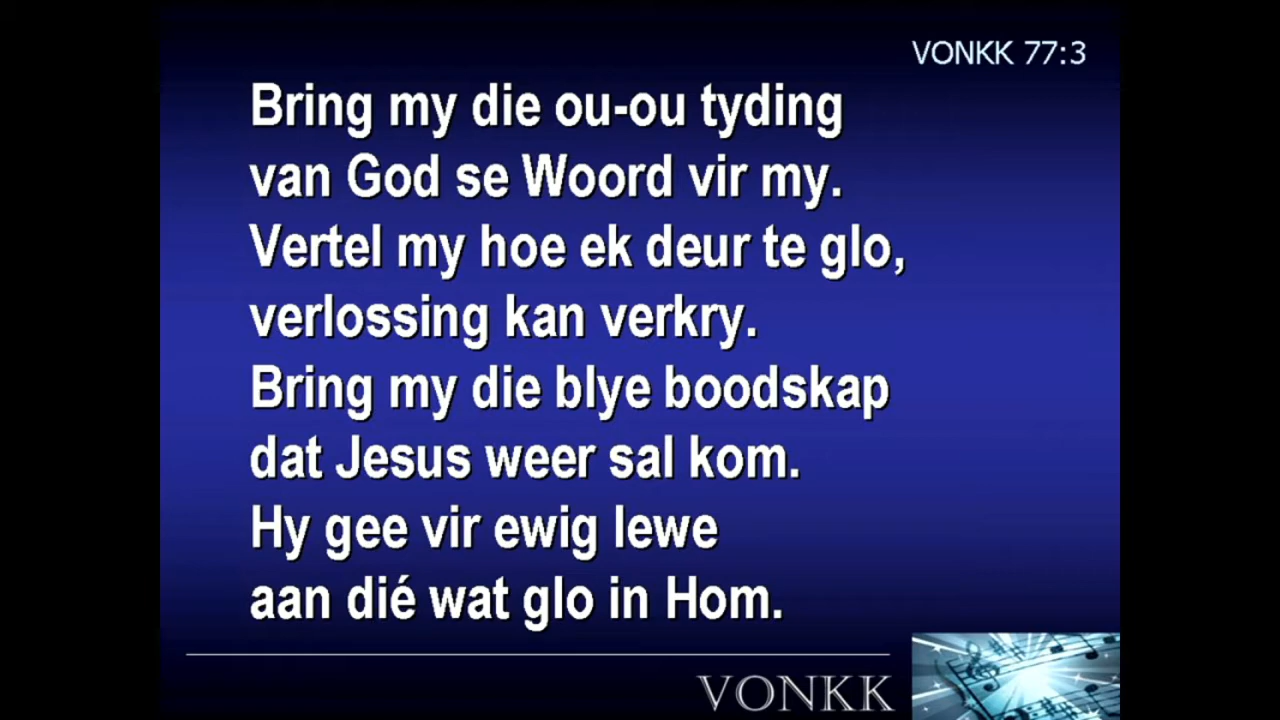 VONKK 77:3
Bring my die ou-ou tyding
van God se Woord vir my.
Vertel my hoe ek deur te glo,
verlossing kan verkry.
Bring my die blye boodskap
dat Jesus weer sal kom.
Hy gee vir ewig lewe
aan dié wat glo in Hom.
VONKK